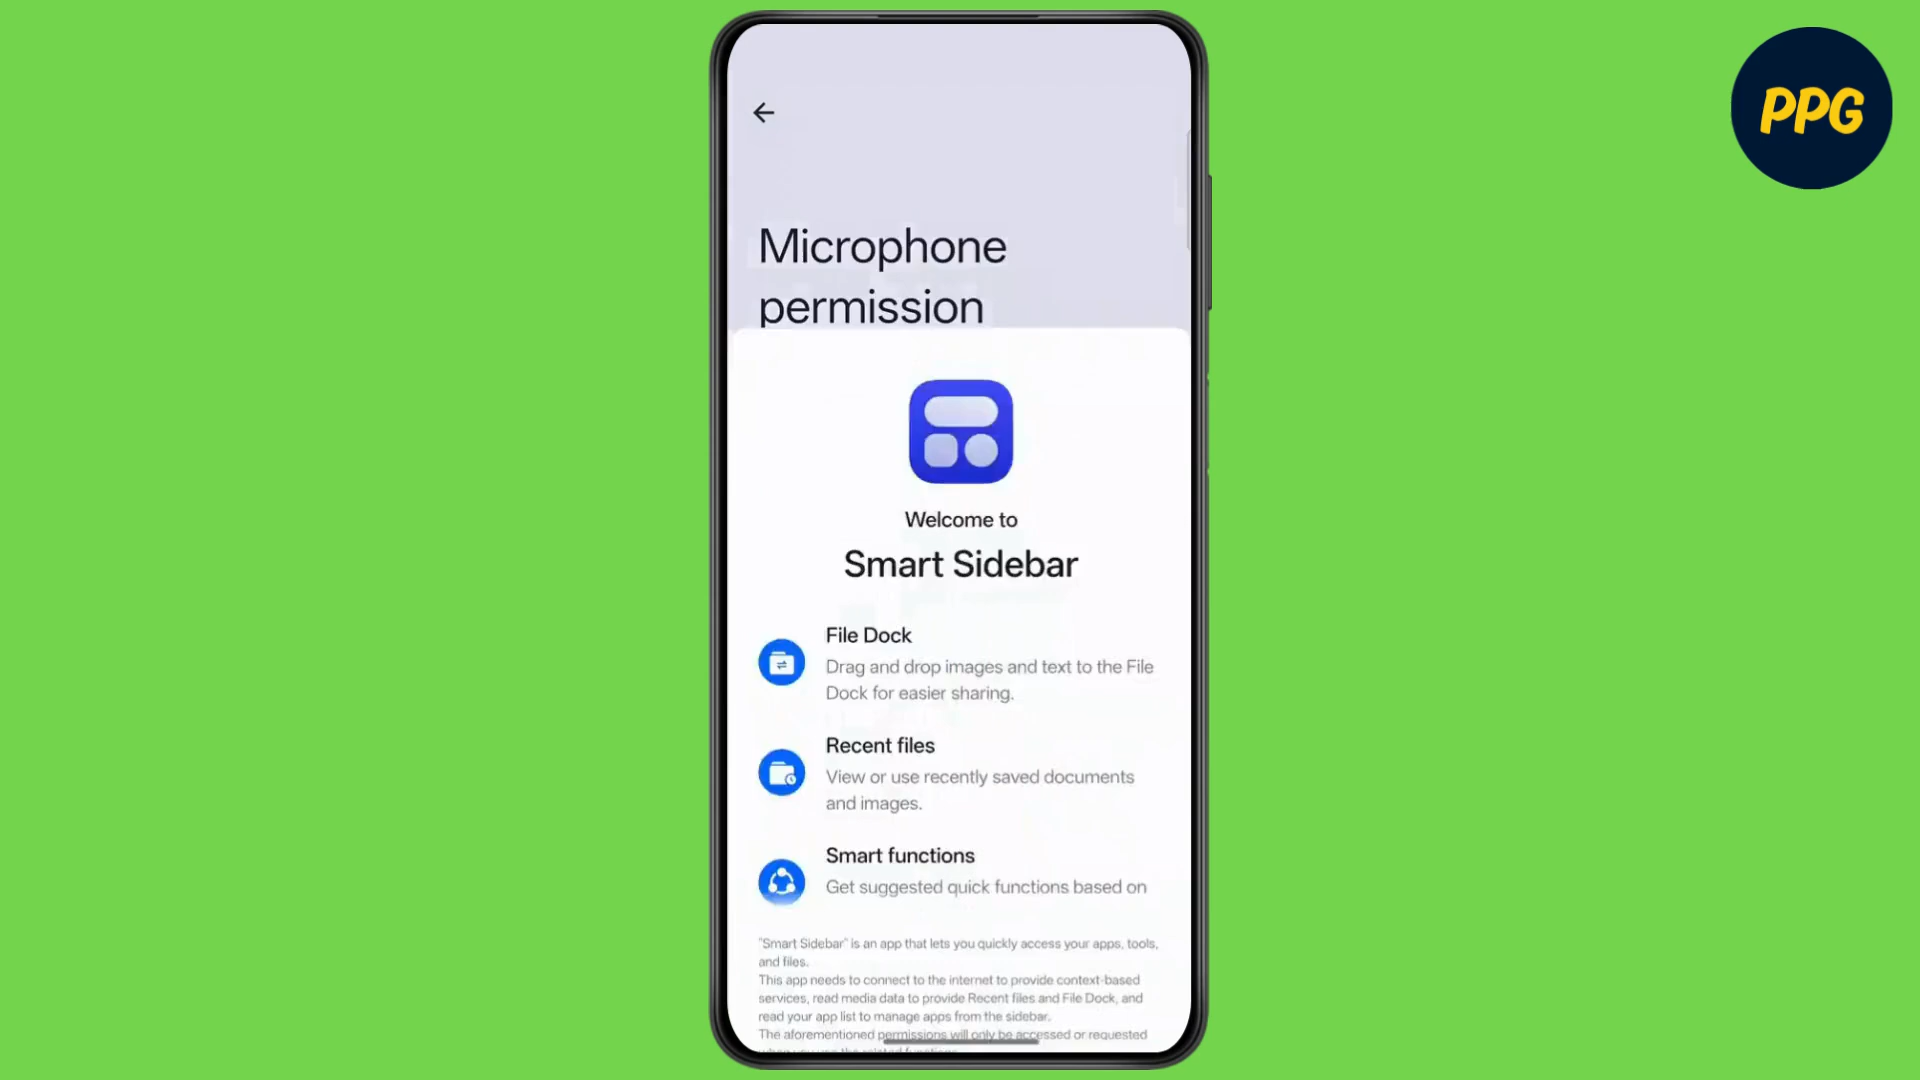 PPG
Microphone
permission
Welcome to
Smart Sidebar
File Dock
Drag and drop images and text to the File
Dock for easier sharing.
Recent files
View or use recently saved documents
and images.
Smart functions
Get suggested quick functions based on
"Smart Sidebar" is an app that lets you quickly access your apps, tools,
and files.
This app needs to connect to the internet to provide context-based
services, read media data to provide Recent files and File Dock, and
read your app list to manage apps from the sidebar.
The aforementioned permissions will only be accessed or requested